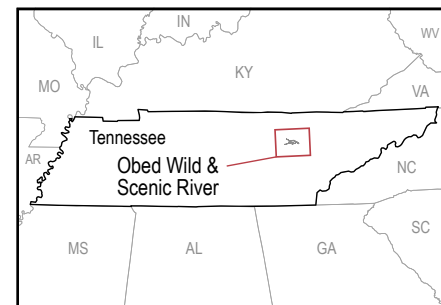 IN
WV
IL
KY
MO
VA
Tennessee
AR
Obed Wild &
Scenic River
NC
SC
MS
AL
GA